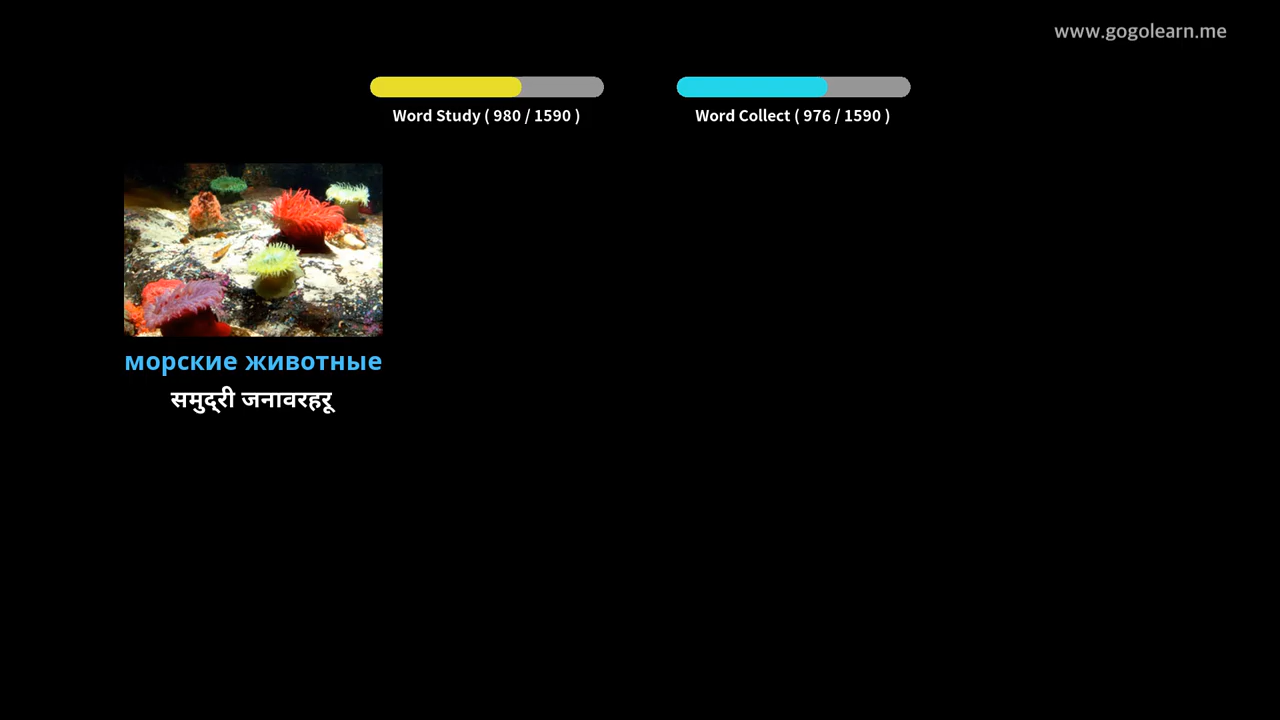 www.gogolearn.me
Word Study ( 980 / 1590 )
Word Collect ( 976 / 1590 )
морские животные
समुद्री जनावरहरू